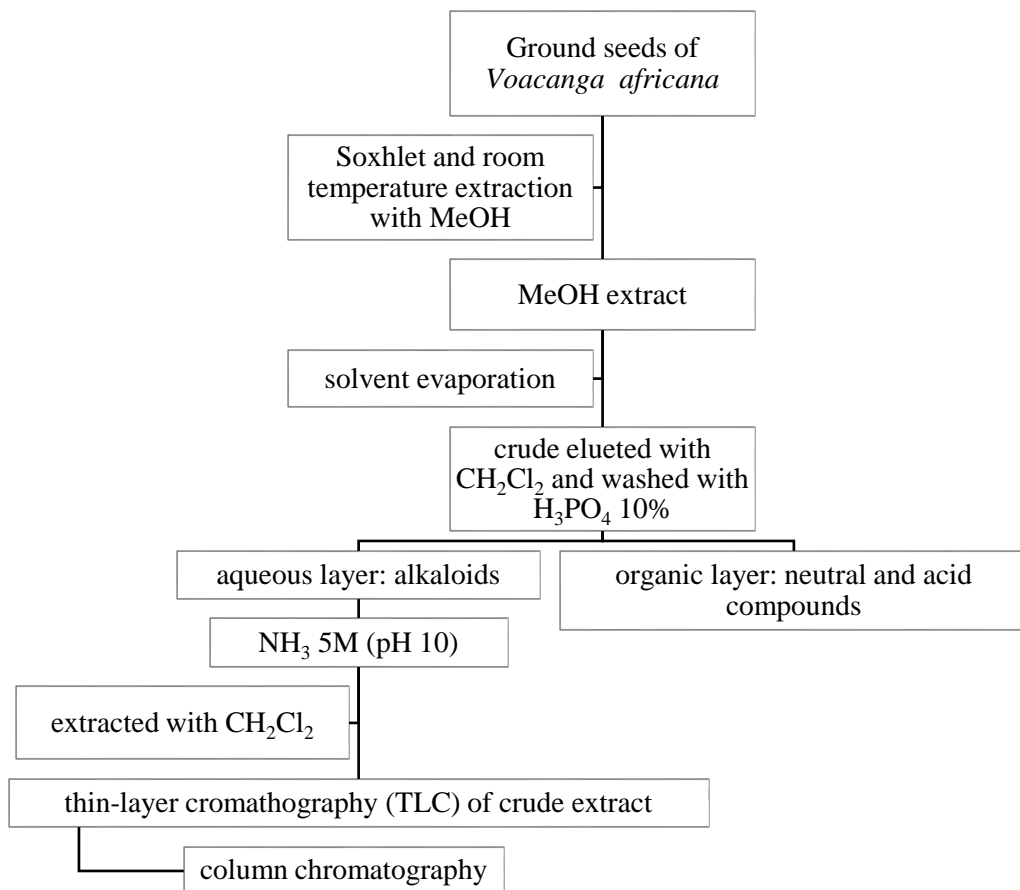 Ground seeds of
Voacanga africana
Soxhlet and room
temperature extraction
with MeOH
MeOH extract
solvent evaporation
crude elueted with
CH₂Cl₂ and washed with
H₃PO₄ 10%
aqueous layer: alkaloids
organic layer: neutral and acid
compounds
NH₃ 5M (pH 10)
extracted with CH₂Cl₂
thin-layer cromathography (TLC) of crude extract
column chromatography